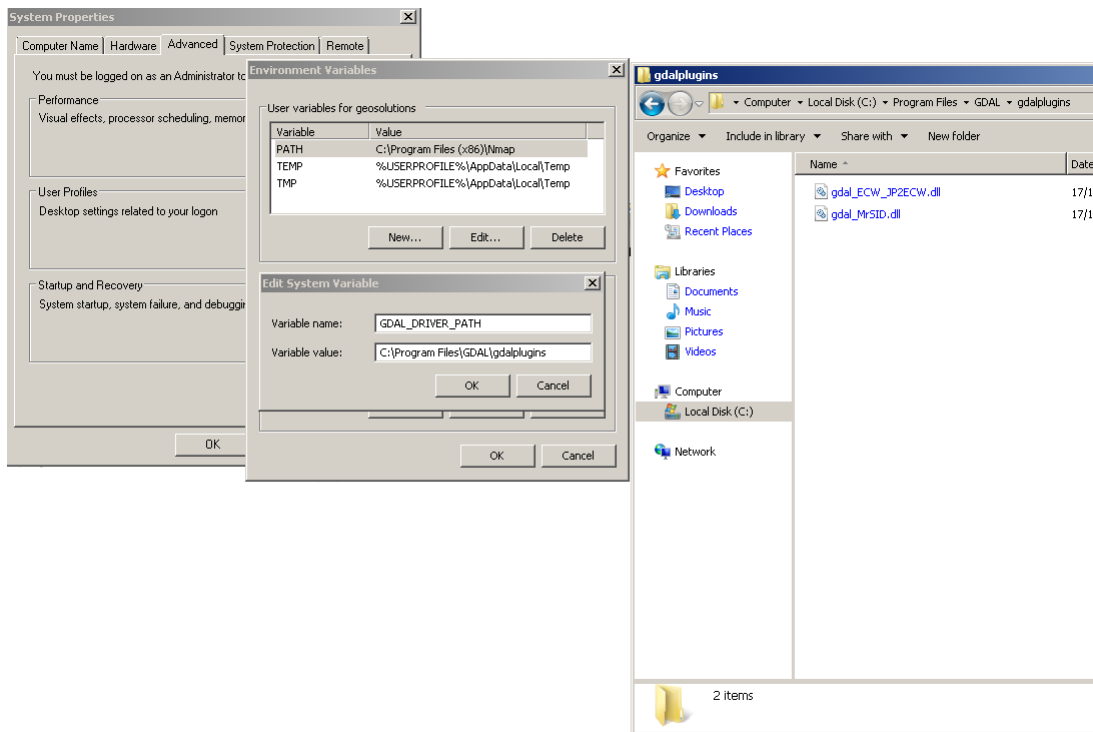 System Properties
Computer Name Hardware Advanced System Protection Remote
You must be logged on as an Administrator to
Performance
Visual effects, processor scheduling, memor
User Profiles
Desktop settings related to your logon
Startup and Recovery
System startup, system failure, and debuggin
OK
Environment Variables
User variables for geosolutions
Variable Value
PATH C:\Program Files (x86)\Nmap
TEMP %USERPROFILE%\AppData\Local\Temp
TMP %USERPROFILE%\AppData\Local\Temp
New... Edit... Delete
Edit System Variable
Variable name: GDAL_DRIVER_PATH
Variable value: C:\Program Files\GDAL\gdalplugins
OK Cancel
OK Cancel
gdalplugins
Computer Local Disk (C:) Program Files GDAL gdalplugins
Organize Include in library Share with New folder
Favorites
Desktop
Downloads
Recent Places
Libraries
Documents
Music
Pictures
Videos
Computer
Local Disk (C:)
Network
Name Date
gdal_ECW_JP2ECW.dll 17/1
gdal_MrSID.dll 17/1
2 items